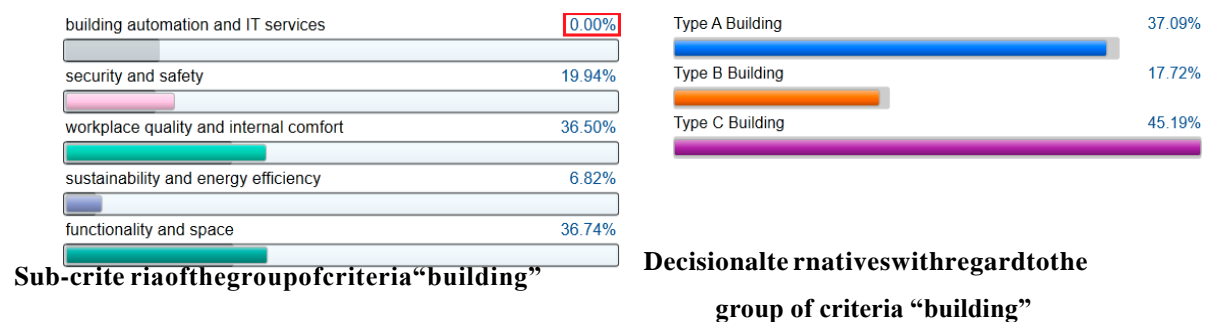 building automation and IT services 0.00%
security and safety 19.94%
workplace quality and internal comfort 36.50%
sustainability and energy efficiency 6.82%
functionality and space 36.74%
Sub-crite riaofthegroupofcriteria“building”
Type A Building 37.09%
Type B Building 17.72%
Type C Building 45.19%
Decisionalte rnativeswithregardtothe
group of criteria “building”